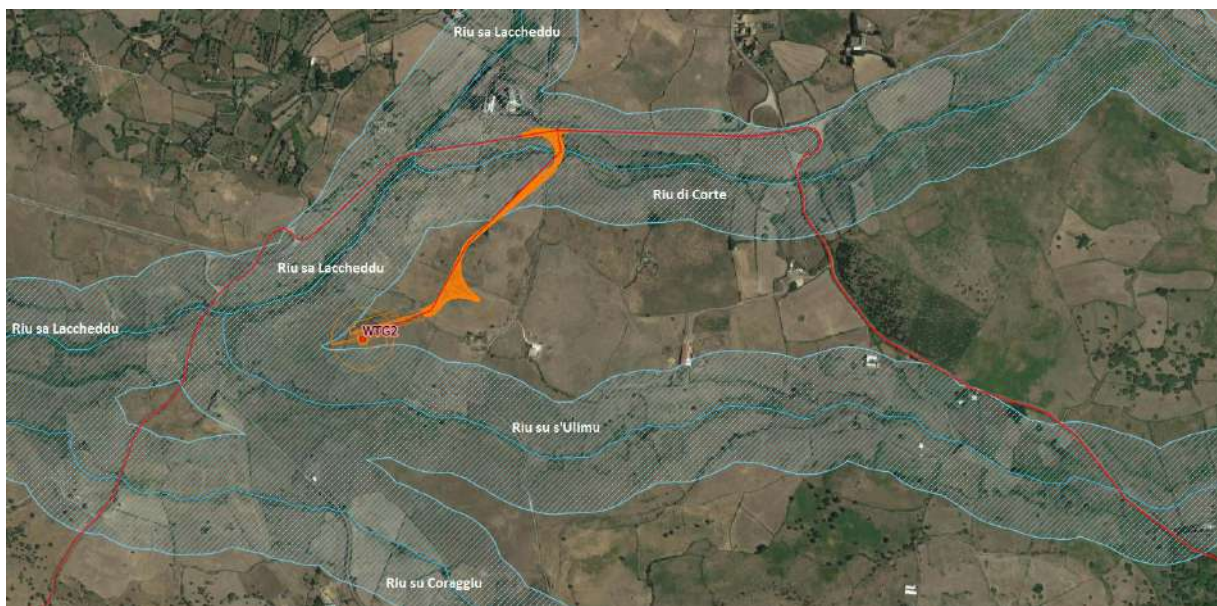 Riu sa Laccheddu
Riu di Corte
Riu sa Laccheddu
Riu sa Laccheddu
WTG2
Riu su s'Ulimu
Riu su Coraggiu